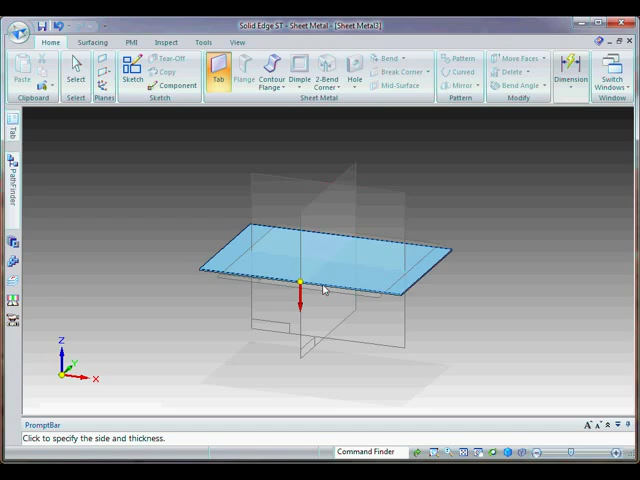 Solid Edge ST - Sheet Metal - [Sheet Metal3]
Home Surfacing PMI Inspect Tools View
Paste
Clipboard
Select
Select
Planes
Sketch
Tear-Off
Copy
Component
Sketch
Tab
Flange
Contour Flange
Dimple
2-Bend Corner
Hole
Bend
Break Corner
Mid-Surface
Sheet Metal
Pattern
Curved
Mirror
Pattern
Move Faces
Delete
Bend Angle
Modify
Dimension
Switch Windows
Window
Tab
PathFinder
Z
Y
X
PromptBar
Click to specify the side and thickness.
Command Finder